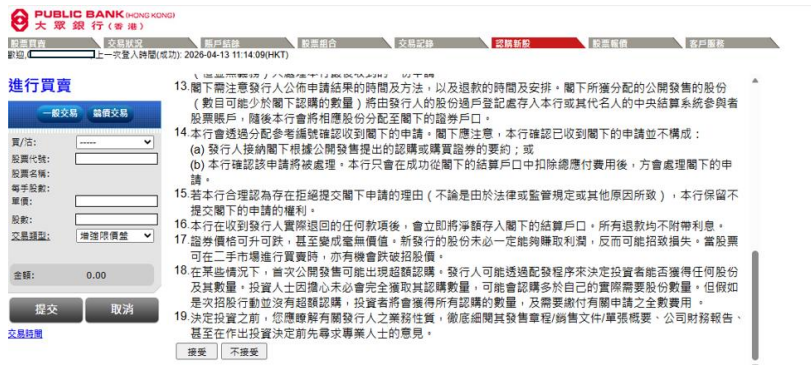 PUBLIC BANK (HONG KONG)
大眾銀行(香港)
股票買賣 交易狀況 賬戶結餘 股票組合 交易記錄 認購新股 股票報價 客戶服務
歡迎,( 上一次登入時間(成功): 2026-04-13 11:14:09(HKT)
進行買賣
一般交易 競價交易
買/沽: -----
股票代號:
股票名稱:
每手股數:
單價:
股數:
交易類型: 增強限價盤
金額: 0.00
提交 取消
交易時間
13.閣下需注意發行人公佈申請結果的時間及方法，以及退款的時間及安排。閣下所獲分配的公開發售的股份
（數目可能少於閣下認購的數量）將由發行人的股份過戶登記處存入本行或其代名人的中央結算系統參與者
股票賬戶，隨後本行會將相應股份分配至閣下的證券戶口。
14.本行會透過分配參考編號確認收到閣下的申請。閣下應注意，本行確認已收到閣下的申請並不構成：
(a) 發行人接納閣下根據公開發售提出的認購或購買證券的要約；或
(b) 本行確認該申請將被處理。本行只會在成功從閣下的結算戶口中扣除總應付費用後，方會處理閣下的申
請。
15.若本行合理認為存在拒絕提交閣下申請的理由（不論是由於法律或監管規定或其他原因所致），本行保留不
提交閣下的申請的權利。
16.本行在收到發行人實際退回的任何款項後，會立即將淨額存入閣下的結算戶口。所有退款均不附帶利息。
17.證券價格可升可跌，甚至變成毫無價值。新發行的股份未必一定能夠賺取利潤，反而可能招致損失。當股票
可在二手市場進行買賣時，亦有機會跌破招股價。
18.在某些情況下，首次公開發售可能出現超額認購。發行人可能透過配發程序來決定投資者能否獲得任何股份
及其數量。投資人士因擔心未必會完全獲取其認購數量，可能會認購多於自己的實際需要股份數量。但假如
是次招股行動並沒有超額認購，投資者將會獲得所有認購的數量，及需要繳付有關申請之全數費用 。
19.決定投資之前，您應瞭解有關發行人之業務性質，徹底細閱其發售章程/銷售文件/單張概要、公司財務報告、
甚至在作出投資決定前先尋求專業人士的意見。
接受 不接受